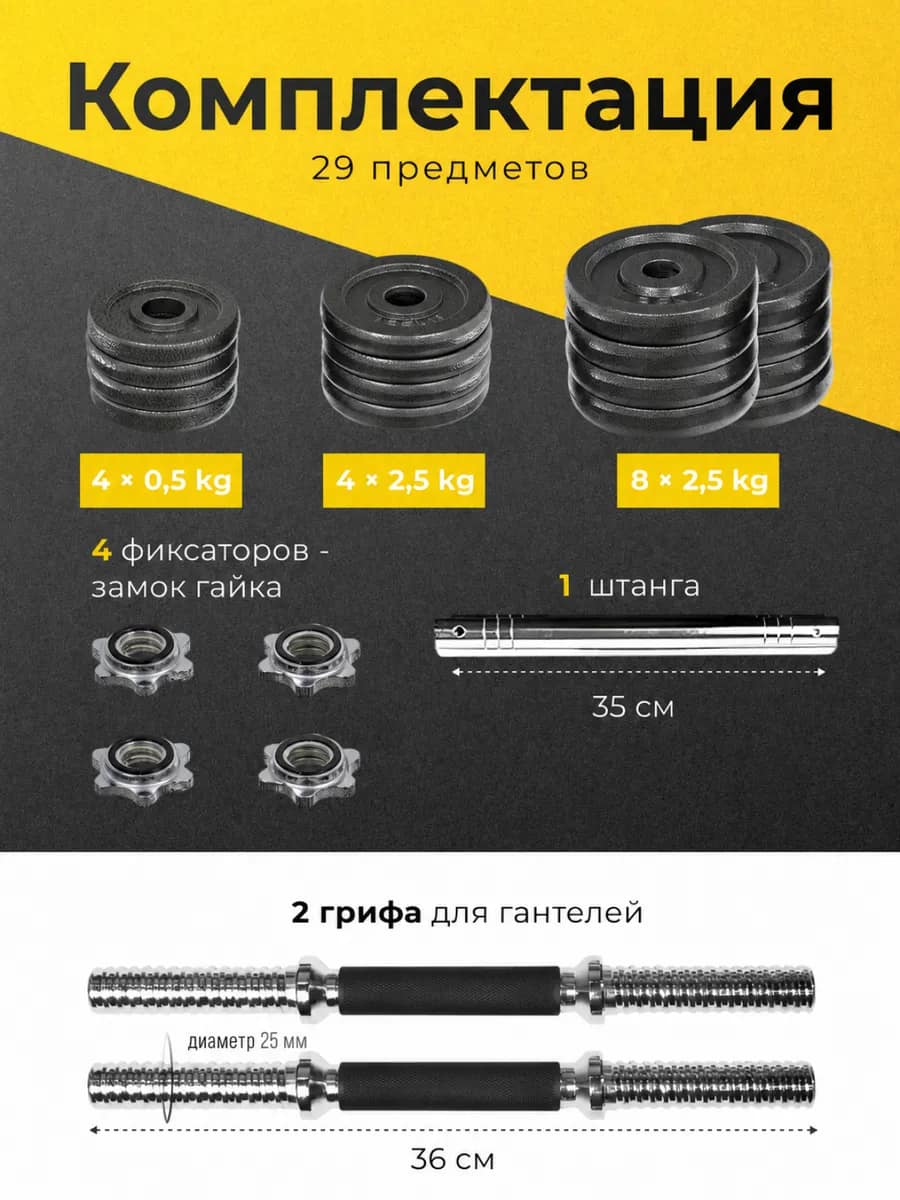 Комплектация
29 предметов
4 × 0,5 kg
4 × 2,5 kg
8 × 2,5 kg
4 фиксаторов -
замок гайка
1 штанга
35 см
2 грифа для гантелей
диаметр 25 мм
36 см